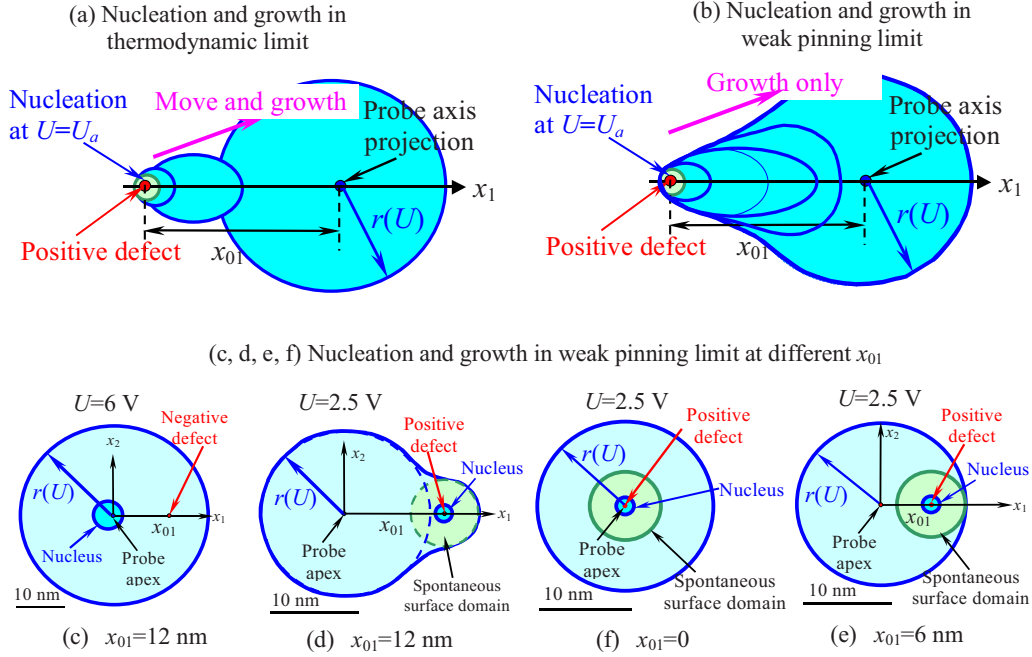 (a) Nucleation and growth in
thermodynamic limit
Nucleation
at U=Uₐ
Move and growth
Probe axis
projection
x₁
r(U)
Positive defect
x₀₁
(b) Nucleation and growth in
weak pinning limit
Nucleation
at U=Uₐ
Growth only
Probe axis
projection
x₁
r(U)
Positive defect
x₀₁
(c, d, e, f) Nucleation and growth in weak pinning limit at different x₀₁
U=6 V
Negative
defect
x₂
r(U)
x₀₁
x₁
Nucleus
Probe
apex
10 nm
(c) x₀₁=12 nm
U=2.5 V
Positive
defect
x₂
Nucleus
r(U)
x₀₁
x₁
Probe
apex
Spontaneous
surface domain
10 nm
(d) x₀₁=12 nm
U=2.5 V
Positive
defect
r(U)
Nucleus
Probe
apex
Spontaneous
surface domain
10 nm
(f) x₀₁=0
U=2.5 V
Positive
defect
x₂
Nucleus
r(U)
x₀₁
x₁
Probe
apex
Spontaneous
surface domain
10 nm
(e) x₀₁=6 nm